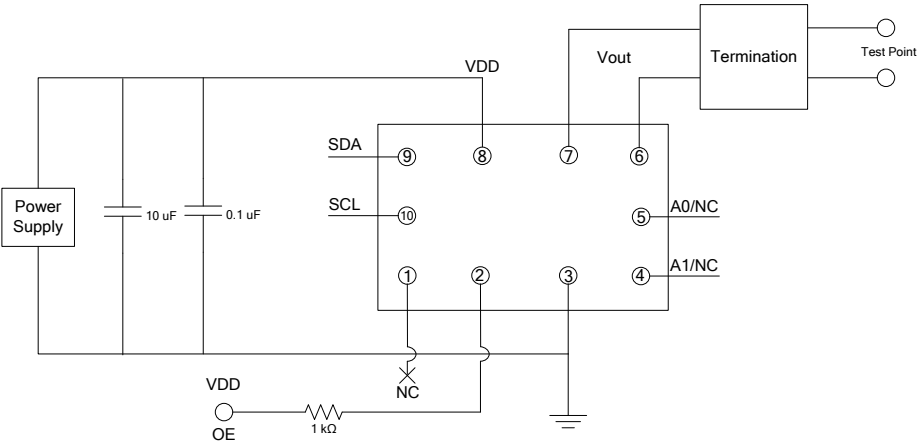 Termination
Test Point
Vout
VDD
SDA
9
8
7
6
Power
Supply
10 uF
0.1 uF
SCL
10
5
A0/NC
1
2
3
4
A1/NC
VDD
NC
OE
1 kΩ